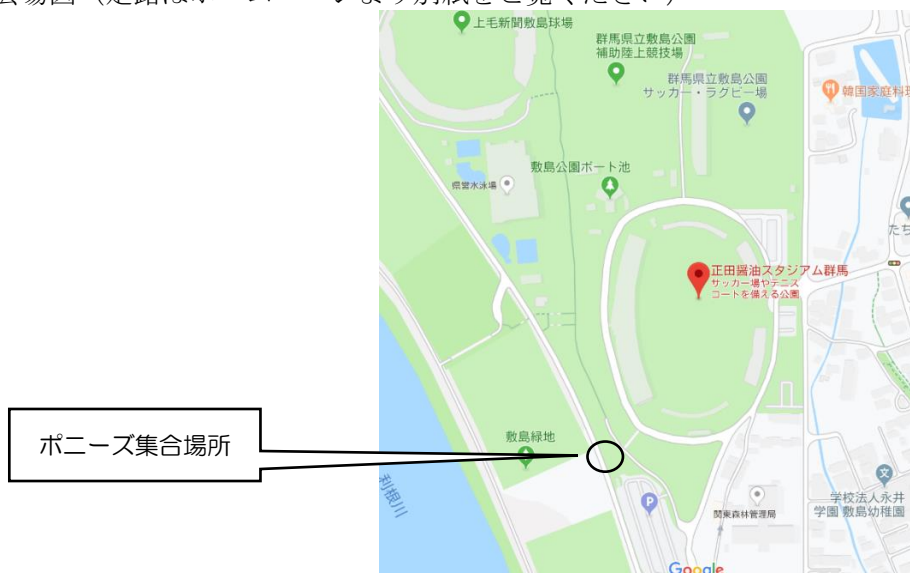 上毛新聞敷島球場
群馬県立敷島公園
補助陸上競技場
群馬県立敷島公園
サッカー・ラグビー場
韓国家庭料理
敷島公園ボート池
県営水泳場
たち
正田醤油スタジアム群馬
サッカー場やテニス
コートを備える公園
ポニーズ集合場所
敷島緑地
利根川
P
関東森林管理局
文
学校法人永井
学園 敷島幼稚園
Google